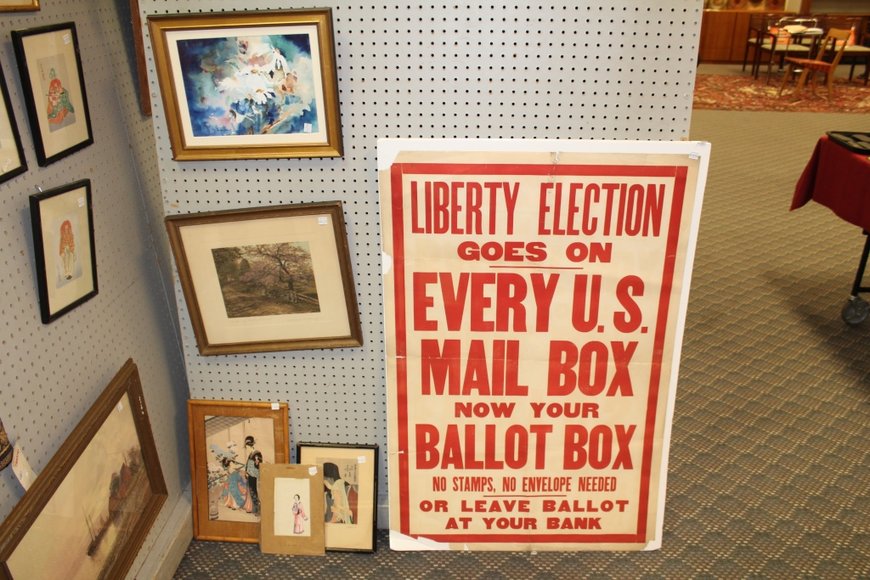 LIBERTY ELECTION
GOES ON
EVERY U.S.
MAIL BOX
NOW YOUR
BALLOT BOX
NO STAMPS, NO ENVELOPE NEEDED
OR LEAVE BALLOT
AT YOUR BANK